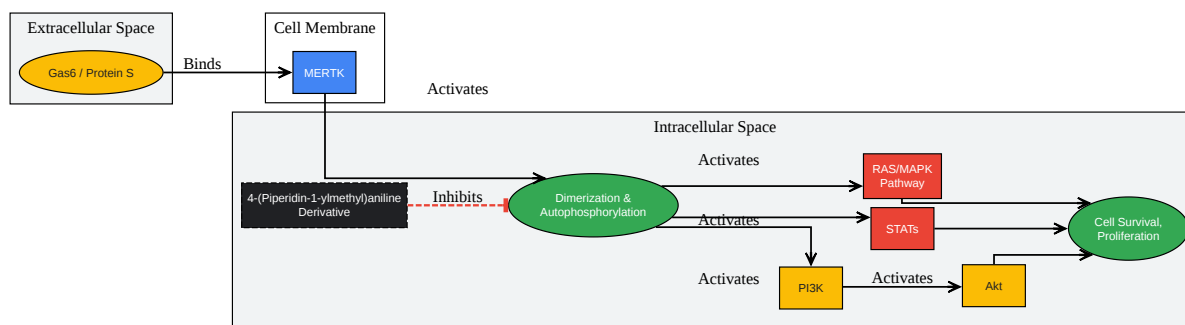 Extracellular Space
Cell Membrane
Gas6 / Protein S
Binds
MERTK
Activates
Intracellular Space
Activates
RAS/MAPK
Pathway
4-(Piperidin-1-ylmethyl)aniline
Derivative
Inhibits
Dimerization &
Autophosphorylation
Activates
STATs
Cell Survival,
Proliferation
Activates
PI3K
Activates
Akt